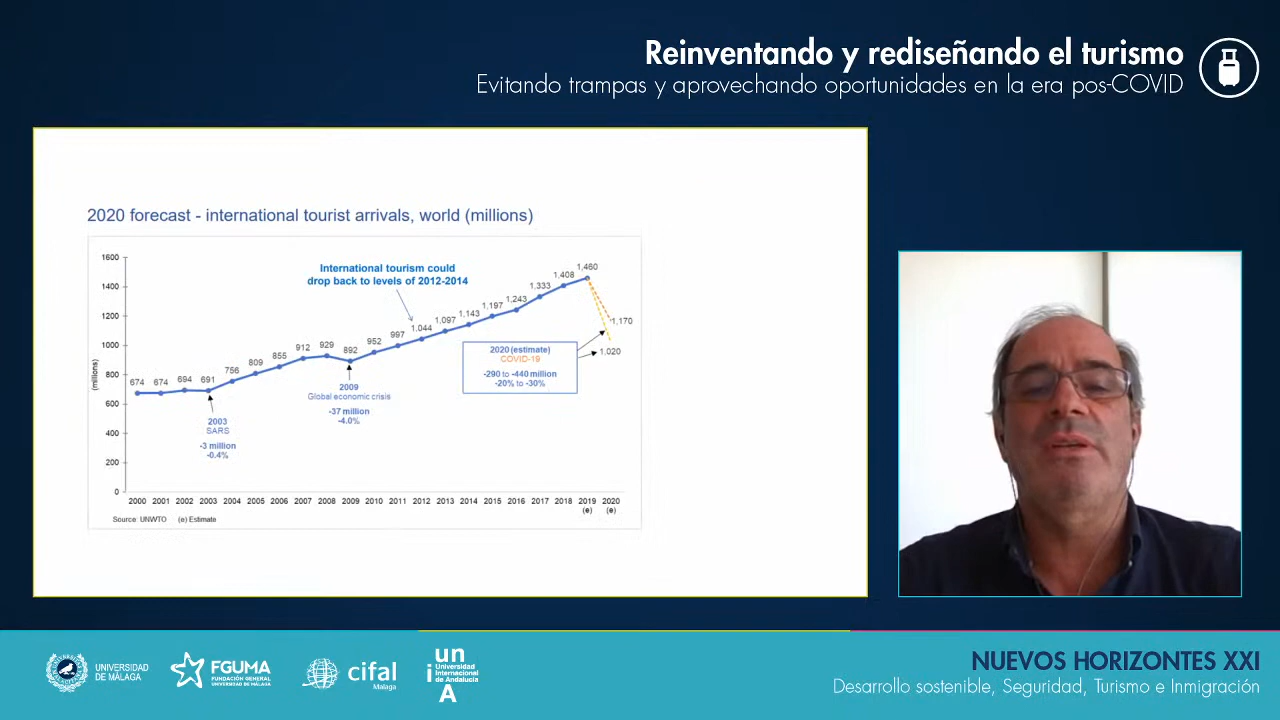 Reinventando y rediseñando el turismo
Evitando trampas y aprovechando oportunidades en la era pos-COVID
2020 forecast - international tourist arrivals, world (millions)
International tourism could
drop back to levels of 2012-2014
(millions)
1600
1400
1200
1000
800
600
400
200
0
674 674 694 691 756 809 855 912 929 892 952 997 1,044 1,097 1,143 1,197 1,243 1,333 1,408 1,460
1,170
1,020
2003
SARS
-3 million
-0.4%
2009
Global economic crisis
-37 million
-4.0%
2020 (estimate)
COVID-19
-290 to -440 million
-20% to -30%
2000 2001 2002 2003 2004 2005 2006 2007 2008 2009 2010 2011 2012 2013 2014 2015 2016 2017 2018 2019 2020
(e) (e)
Source: UNWTO (e) Estimate
UNIVERSIDAD
DE MÁLAGA
FGUMA
FUNDACIÓN GENERAL
UNIVERSIDAD DE MÁLAGA
cifal
Málaga
un
i Universidad
Internacional
de Andalucía
A
NUEVOS HORIZONTES XXI
Desarrollo sostenible, Seguridad, Turismo e Inmigración